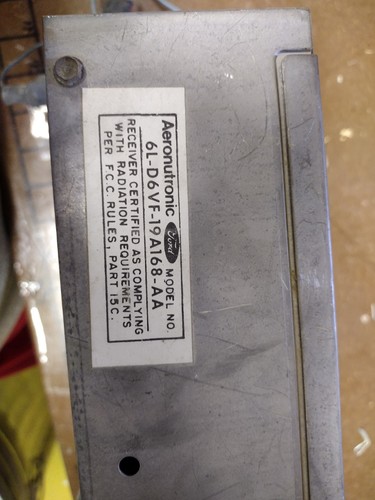 Aeronutronic Ford MODEL NO.
6L-D6VF-19A168-AA
RECEIVER CERTIFIED AS COMPLYING
WITH RADIATION REQUIREMENTS
PER F.C.C. RULES, PART 15C.